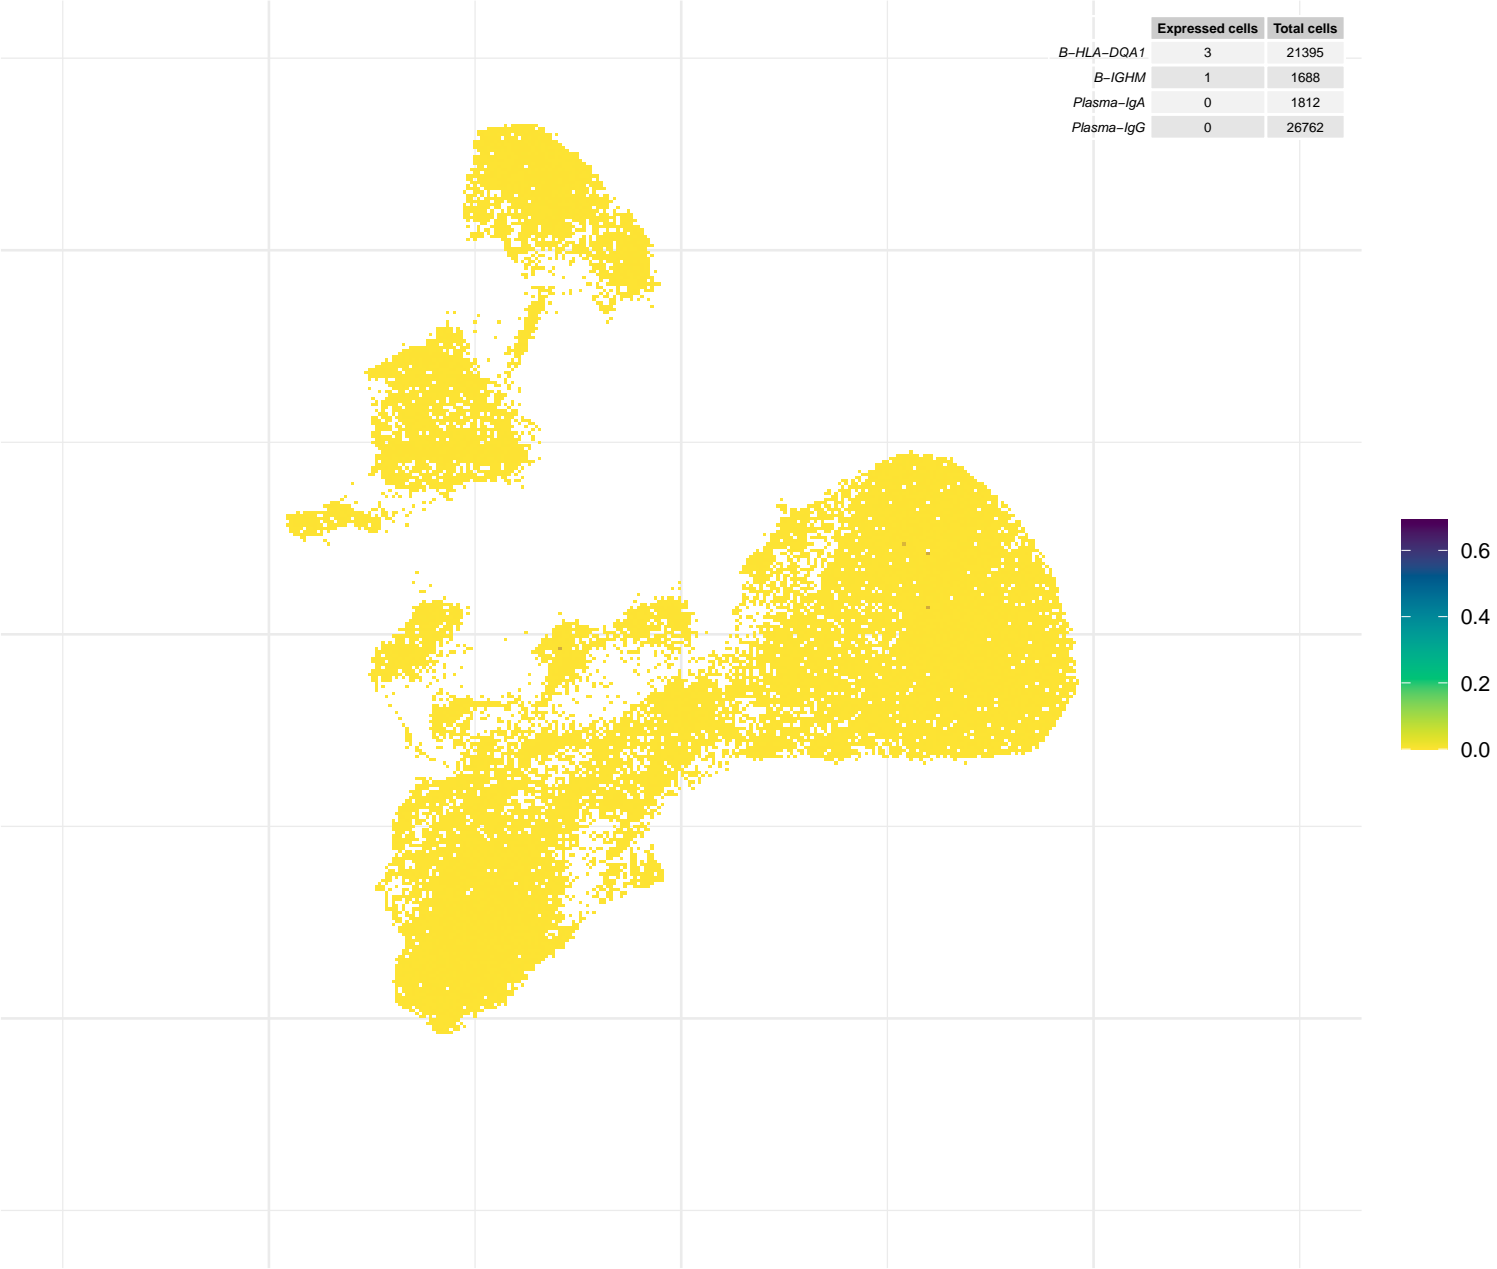 Expressed cells Total cells
B−HLA−DQA1 3 21395
B−IGHM 1 1688
Plasma−IgA 0 1812
Plasma−IgG 0 26762
0.6
0.4
0.2
0.0